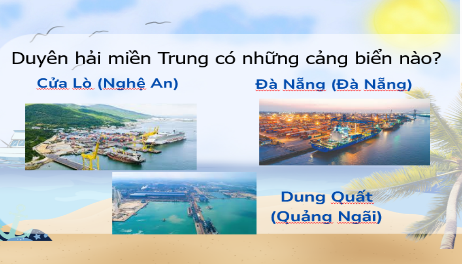 Duyên hải miền Trung có những cảng biển nào?
Cửa Lò (Nghệ An)
Đà Nẵng (Đà Nẵng)
Dung Quất
(Quảng Ngãi)